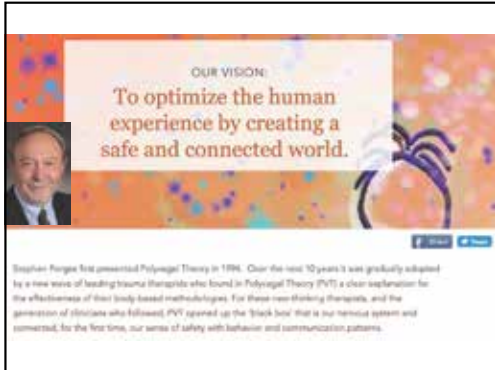 OUR VISION:
To optimize the human
experience by creating a
safe and connected world.
Share Tweet
Stephen Porges first presented Polyvagal Theory in 1994. Over the next 10 years it was gradually adopted
by a new wave of leading trauma therapists who found in Polyvagal Theory (PVT) a clear explanation for
the effectiveness of their body-based methodologies. For these new-thinking therapists, and the
generation of clinicians who followed, PVT opened up the 'black box' that is our nervous system and
connected, for the first time, our sense of safety with behavior and communication patterns.